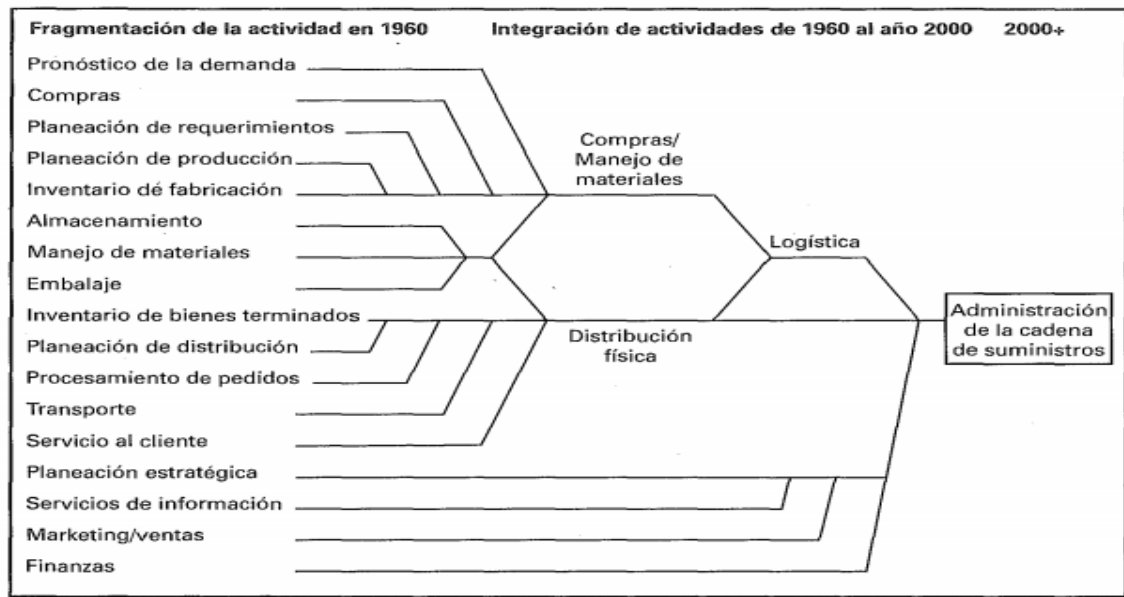 Fragmentación de la actividad en 1960 Integración de actividades de 1960 al año 2000 2000+
Pronóstico de la demanda
Compras
Planeación de requerimientos
Planeación de producción
Inventario dé fabricación
Almacenamiento
Manejo de materiales
Embalaje
Inventario de bienes terminados
Planeación de distribución
Procesamiento de pedidos
Transporte
Servicio al cliente
Planeación estratégica
Servicios de información
Marketing/ventas
Finanzas
Compras/
Manejo de
materiales
Distribución
física
Logística
Administración
de la cadena
de suministros